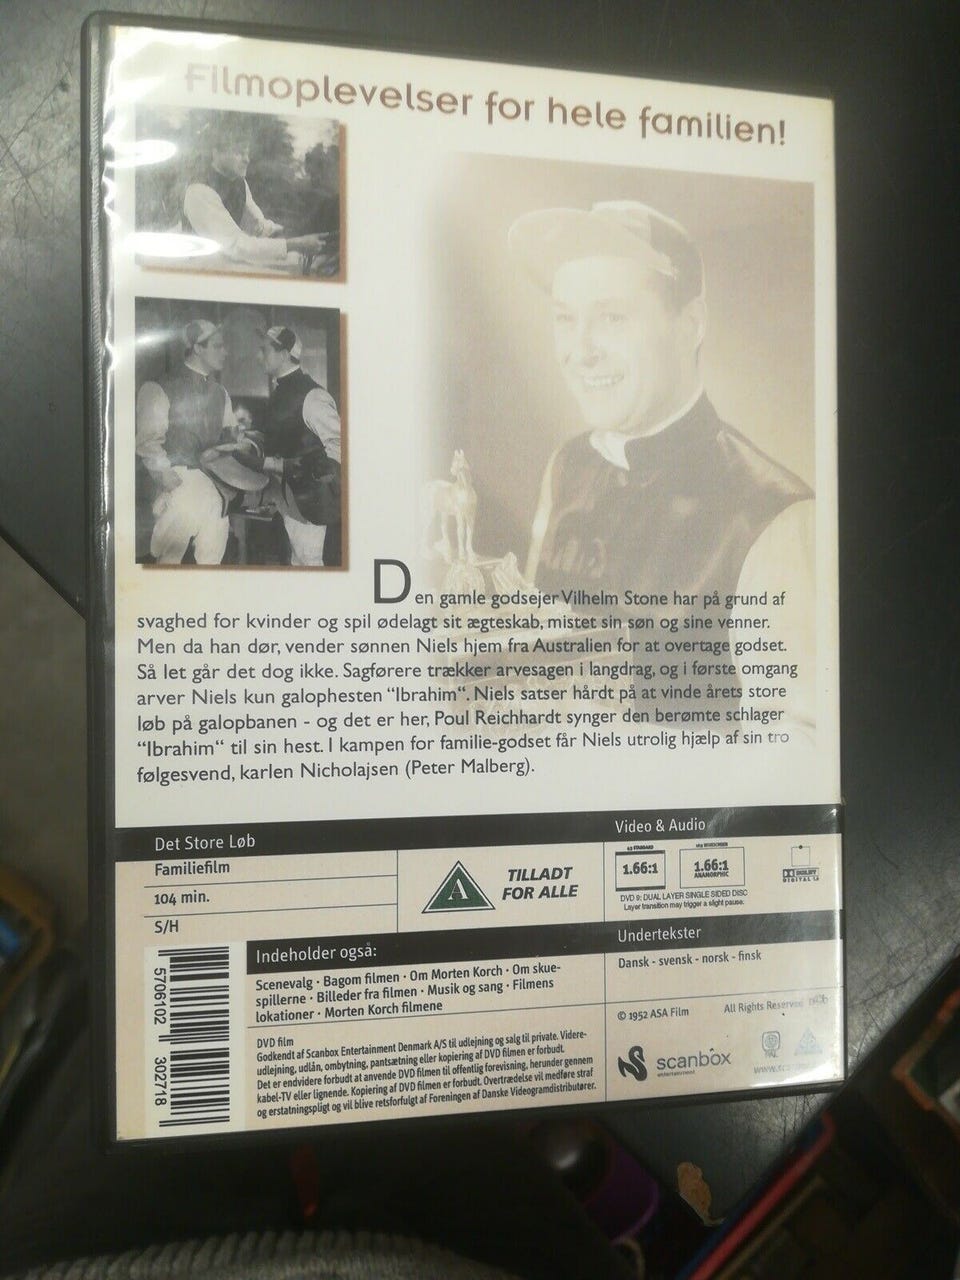 Filmoplevelser for hele familien!
Den gamle godsejer Vilhelm Stone har på grund af
svaghed for kvinder og spil ødelagt sit ægteskab, mistet sin søn og sine venner.
Men da han dør, vender sønnen Niels hjem fra Australien for at overtage godset.
Så let går det dog ikke. Sagførere trækker arvesagen i langdrag, og i første omgang
arver Niels kun galophesten "Ibrahim". Niels satser hårdt på at vinde årets store
løb på galopbanen - og det er her, Poul Reichhardt synger den berømte schlager
"Ibrahim" til sin hest. I kampen for familie-godset får Niels utrolig hjælp af sin tro
følgesvend, karlen Nicholajsen (Peter Malberg).
Det Store Løb
Familiefilm
104 min.
S/H
A
TILLADT
FOR ALLE
Video & Audio
4:3 STANDARD
1.66:1
16:9 WIDESCREEN
1.66:1
ANAMORPHIC
DOLBY
DIGITAL
DVD 9: DUAL LAYER SINGLE SIDED DISC
Layer transition may trigger a slight pause.
Indeholder også:
Scenevalg · Bagom filmen · Om Morten Korch · Om skue-
spillerne · Billeder fra filmen · Musik og sang · Filmens
lokationer · Morten Korch filmene
Undertekster
Dansk - svensk - norsk - finsk
DVD film
Godkendt af Scanbox Entertainment Danmark A/S til udlejning og salg til private. Videre-
udlejning, udlån, ombytning, pantsætning eller kopiering af DVD filmen er forbudt.
Det er endvidere forbudt at anvende DVD filmen til offentlig forevisning, herunder gennem
kabel-TV eller lignende. Kopiering af DVD filmen er forbudt. Overtrædelse vil medføre straf
og erstatningspligt og vil blive retsforfulgt af Foreningen af Danske Videogramdistributører.
© 1952 ASA Film
All Rights Reserved
scanbox
entertainment
PAL
5706102 302718